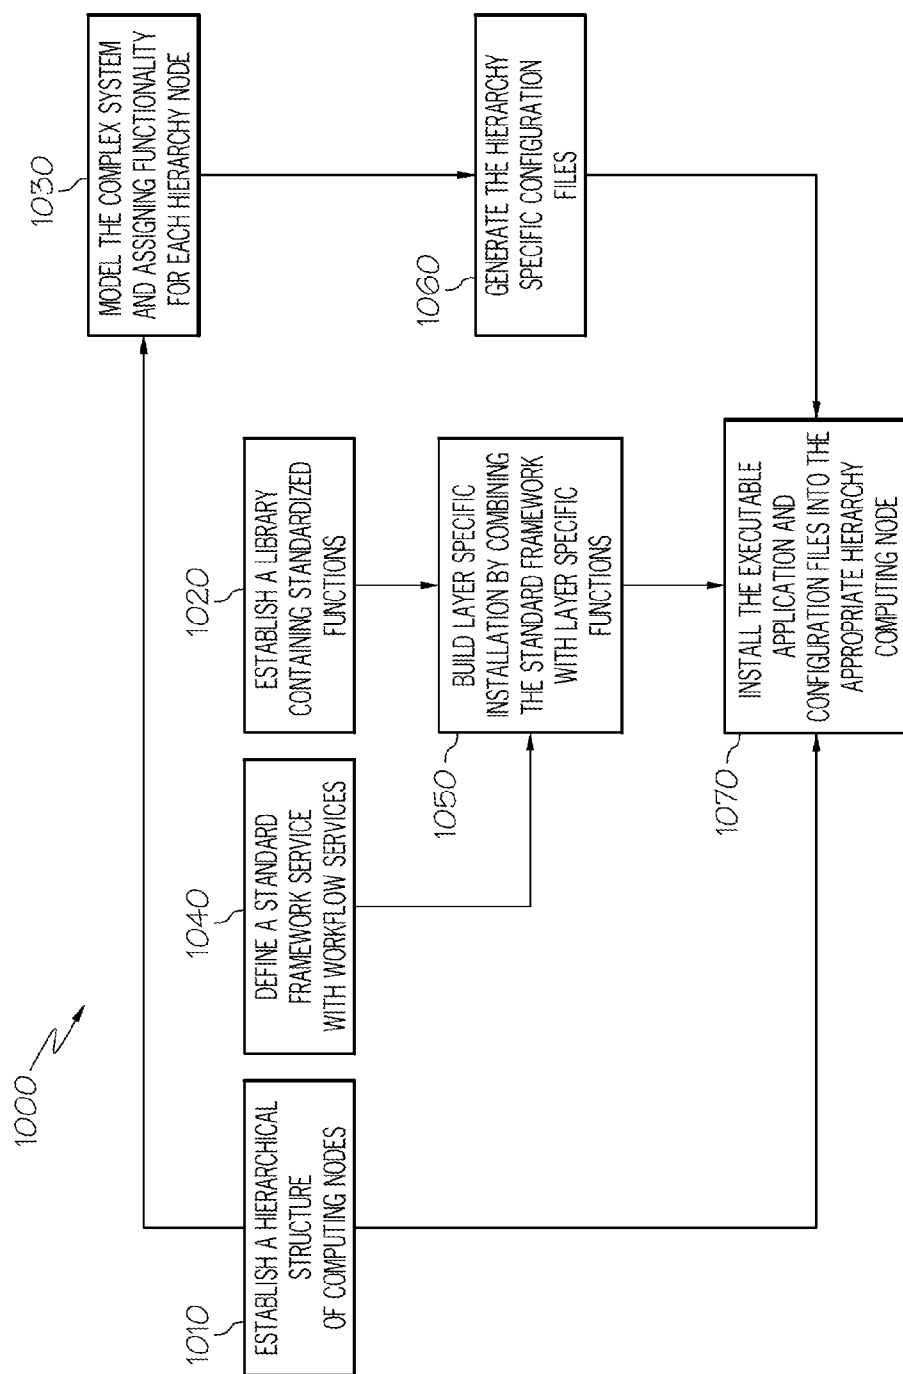 1000
1010
ESTABLISH A HIERARCHICAL
STRUCTURE
OF COMPUTING NODES
1040
DEFINE A STANDARD
FRAMEWORK SERVICE
WITH WORKFLOW SERVICES
1020
ESTABLISH A LIBRARY
CONTAINING STANDARDIZED
FUNCTIONS
1030
MODEL THE COMPLEX SYSTEM
AND ASSIGNING FUNCTIONALITY
FOR EACH HIERARCHY NODE
1050
BUILD LAYER SPECIFIC
INSTALLATION BY COMBINING
THE STANDARD FRAMEWORK
WITH LAYER SPECIFIC
FUNCTIONS
1060
GENERATE THE HIERARCHY
SPECIFIC CONFIGURATION
FILES
1070
INSTALL THE EXECUTABLE
APPLICATION AND
CONFIGURATION FILES INTO THE
APPROPRIATE HIERARCHY
COMPUTING NODE